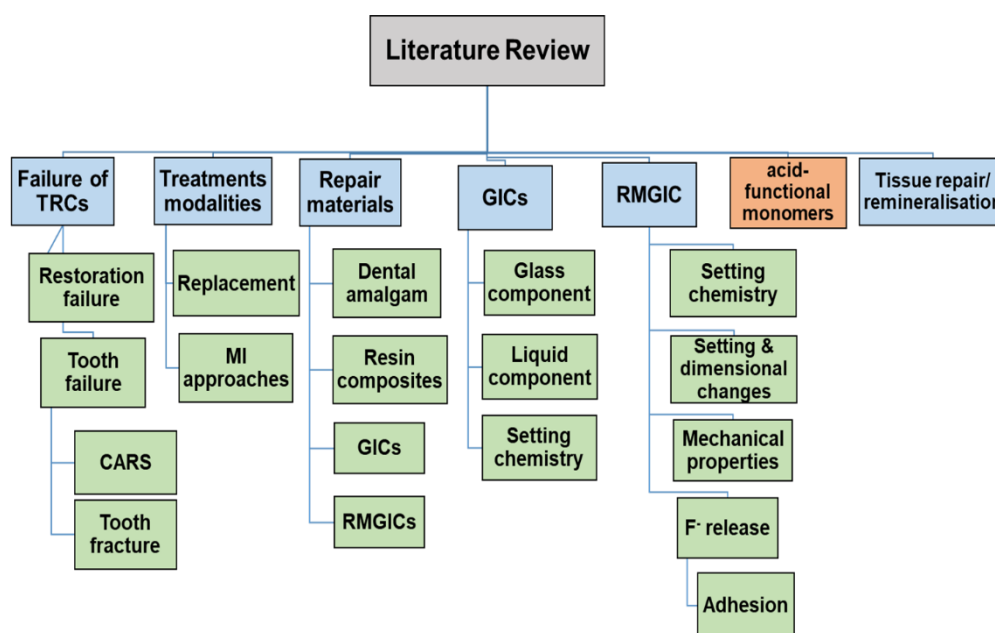 Literature Review
Failure of
TRCs
Treatments
modalities
Repair
materials
GICs
RMGIC
acid-
functional
monomers
Tissue repair/
remineralisation
Restoration
failure
Tooth
failure
CARS
Tooth
fracture
Replacement
MI
approaches
Dental
amalgam
Resin
composites
GICs
RMGICs
Glass
component
Liquid
component
Setting
chemistry
Setting
chemistry
Setting &
dimensional
changes
Mechanical
properties
F- release
Adhesion